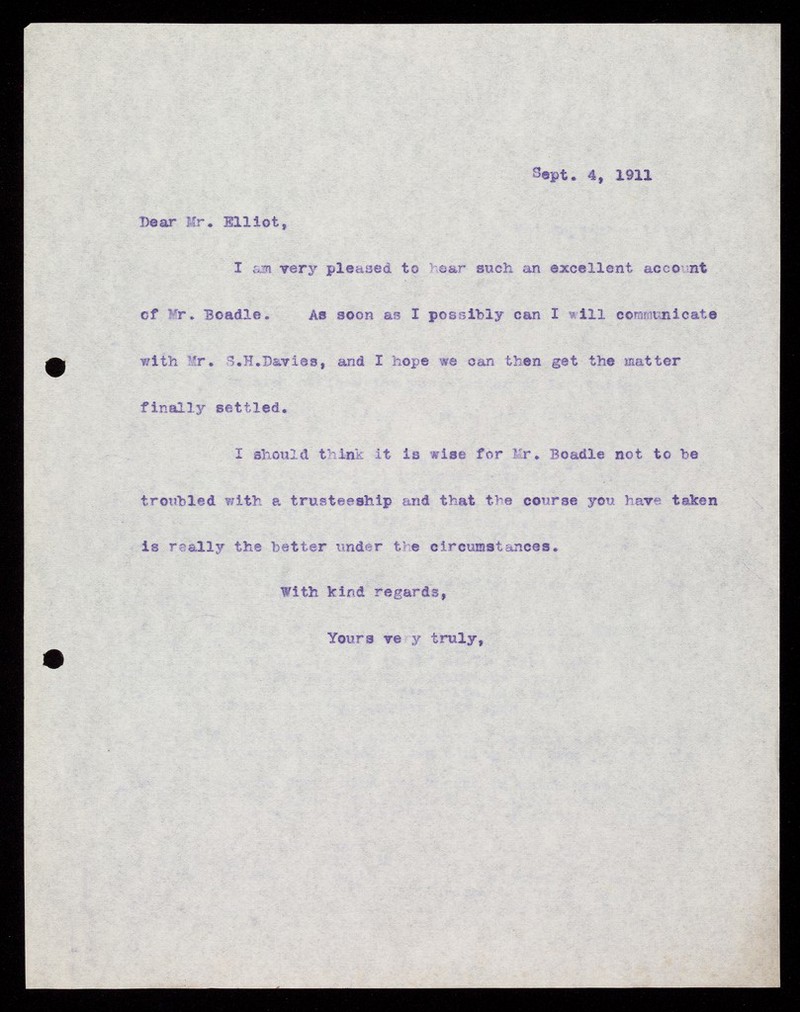 Sept. 4, 1911
Dear Mr. Elliot,
I am very pleased to hear such an excellent account
of Mr. Boadle. As soon as I possibly can I will communicate
with Mr. S.H.Davies, and I hope we can then get the matter
finally settled.
I should think it is wise for Mr. Boadle not to be
troubled with a trusteeship and that the course you have taken
is really the better under the circumstances.
With kind regards,
Yours very truly,